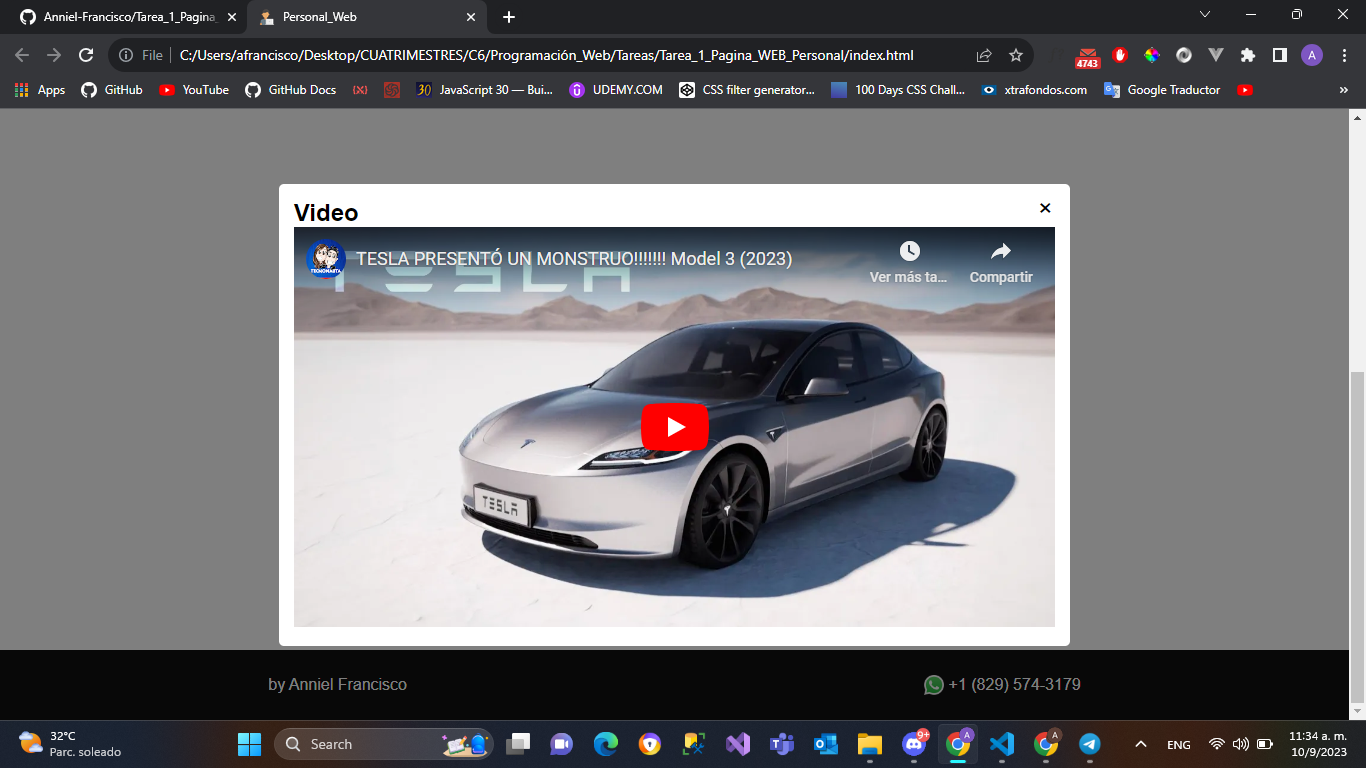 Anniel-Francisco/Tarea_1_Pagina_
Personal_Web
File
C:/Users/afrancisco/Desktop/CUATRIMESTRES/C6/Programación_Web/Tareas/Tarea_1_Pagina_WEB_Personal/index.html
4743
A
Apps
GitHub
YouTube
GitHub Docs
{X}
30
JavaScript 30 — Bui...
UDEMY.COM
CSS filter generator...
100 Days CSS Chall...
xtrafondos.com
Google Traductor
»
Video
TESLA PRESENTÓ UN MONSTRUO!!!!!!! Model 3 (2023)
Ver más ta...
Compartir
TESLA
TESLA
by Anniel Francisco
+1 (829) 574-3179
32°C
Parc. soleado
Search
9+
A
A
ENG
11:34 a. m.
10/9/2023